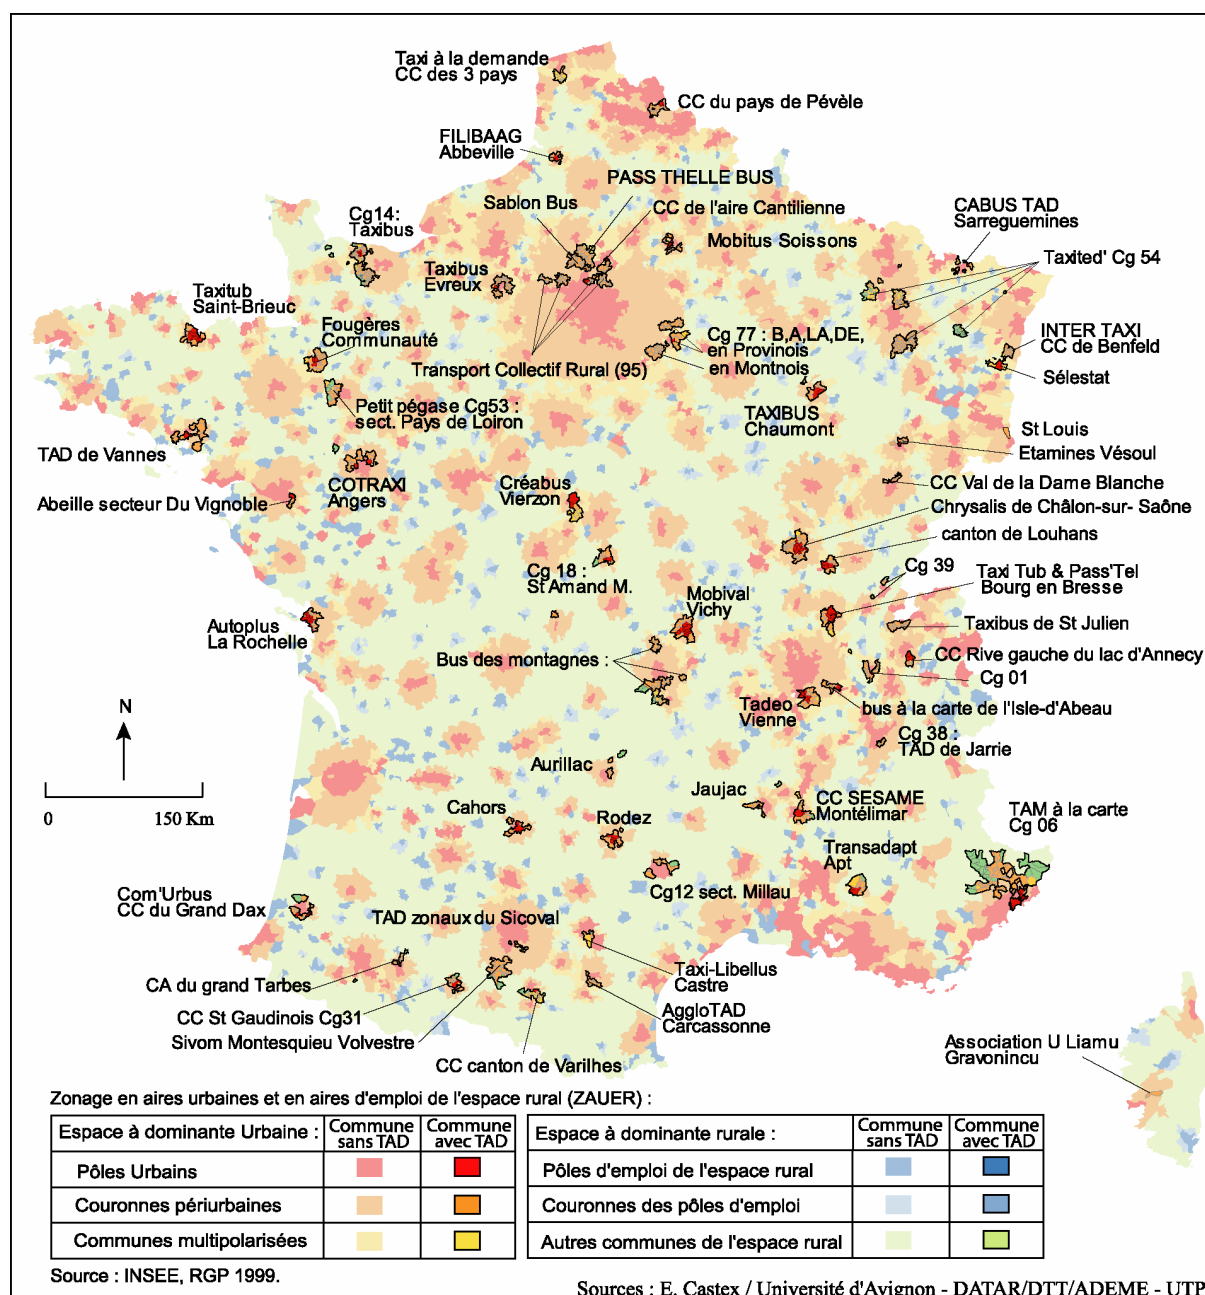 Taxi à la demande
CC des 3 pays
CC du pays de Pévèle
FILIBAAG
Abbeville
PASS THELLE BUS
Sablon Bus
CC de l'aire Cantilienne
Cg14:
Taxibus
Mobitus Soissons
CABUS TAD
Sarreguemines
Taxited' Cg 54
Taxibus
Evreux
Taxitub
Saint-Brieuc
Fougères
Communauté
Cg 77 : B,A,LA,DE,
en Provinois
en Montnois
INTER TAXI
CC de Benfeld
Transport Collectif Rural (95)
Sélestat
Petit pégase Cg53 :
sect. Pays de Loiron
TAXIBUS
Chaumont
St Louis
TAD de Vannes
Etamines Vésoul
COTRAXI
Angers
Créabus
Vierzon
CC Val de la Dame Blanche
Abeille secteur Du Vignoble
Chrysalis de Châlon-sur- Saône
canton de Louhans
Cg 18 :
St Amand M.
Cg 39
Taxi Tub & Pass'Tel
Bourg en Bresse
Mobival
Vichy
Autoplus
La Rochelle
Taxibus de St Julien
Bus des montagnes :
CC Rive gauche du lac d'Annecy
Cg 01
Tadeo
Vienne
bus à la carte de l'Isle-d'Abeau
N
Cg 38 :
TAD de Jarrie
Aurillac
0 150 Km
Jaujac
CC SESAME
Montélimar
TAM à la carte
Cg 06
Cahors
Rodez
Transadapt
Apt
Cg12 sect. Millau
Com'Urbus
CC du Grand Dax
TAD zonaux du Sicoval
Taxi-Libellus
Castre
CA du grand Tarbes
AggloTAD
Carcassonne
CC St Gaudinois Cg31
Sivom Montesquieu Volvestre
CC canton de Varilhes
Association U Liamu
Gravonincu
Zonage en aires urbaines et en aires d'emploi de l'espace rural (ZAUER) :
Espace à dominante Urbaine : Commune sans TAD Commune avec TAD
Pôles Urbains
Couronnes périurbaines
Communes multipolarisées
Espace à dominante rurale : Commune sans TAD Commune avec TAD
Pôles d'emploi de l'espace rural
Couronnes des pôles d'emploi
Autres communes de l'espace rural
Source : INSEE, RGP 1999.
Sources : E. Castex / Université d'Avignon - DATAR/DTT/ADEME - UTP